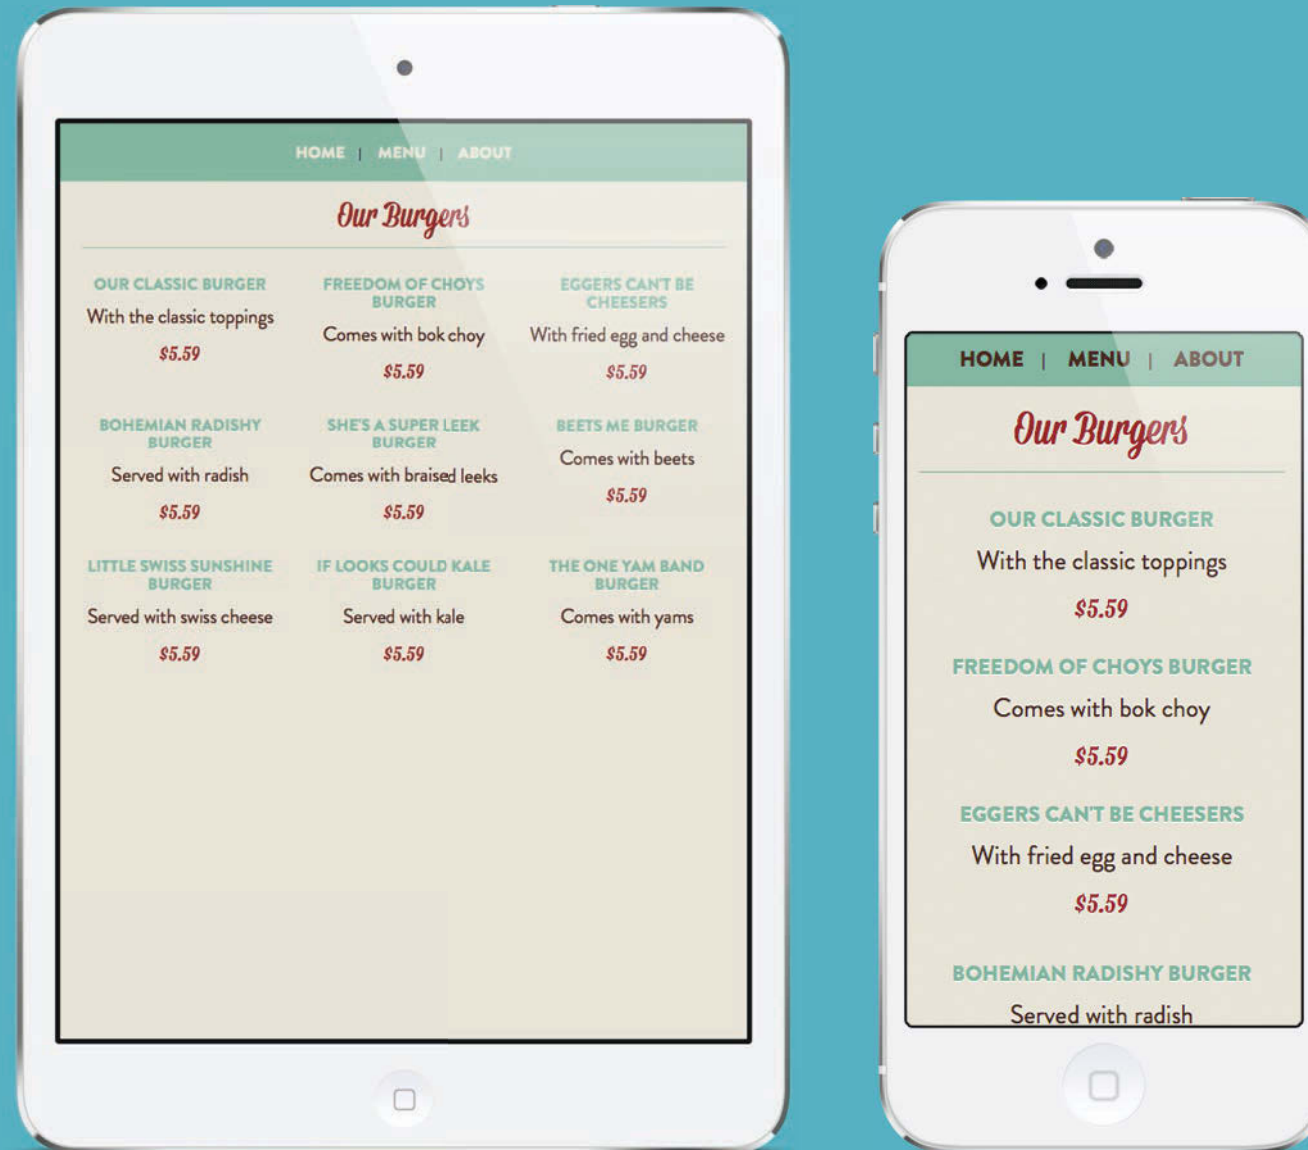 HOME | MENU | ABOUT
Our Burgers
OUR CLASSIC BURGER
With the classic toppings
$5.59
FREEDOM OF CHOYS
BURGER
Comes with bok choy
$5.59
EGGERS CAN'T BE
CHEESERS
With fried egg and cheese
$5.59
BOHEMIAN RADISHY
BURGER
Served with radish
$5.59
SHE'S A SUPER LEEK
BURGER
Comes with braised leeks
$5.59
BEETS ME BURGER
Comes with beets
$5.59
LITTLE SWISS SUNSHINE
BURGER
Served with swiss cheese
$5.59
IF LOOKS COULD KALE
BURGER
Served with kale
$5.59
THE ONE YAM BAND
BURGER
Comes with yams
$5.59
HOME | MENU | ABOUT
Our Burgers
OUR CLASSIC BURGER
With the classic toppings
$5.59
FREEDOM OF CHOYS BURGER
Comes with bok choy
$5.59
EGGERS CAN'T BE CHEESERS
With fried egg and cheese
$5.59
BOHEMIAN RADISHY BURGER
Served with radish